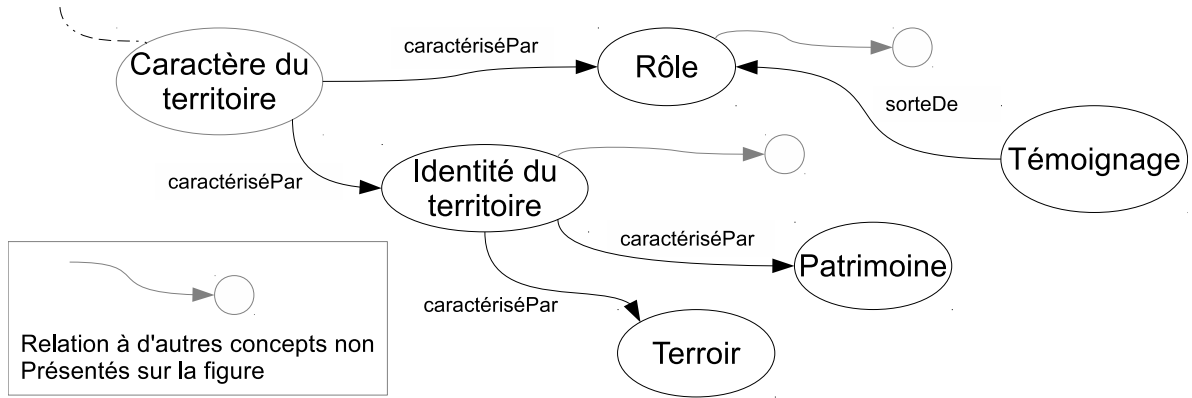 caractériséPar
Caractère du
territoire
Rôle
sorteDe
Témoignage
caractériséPar
Identité du
territoire
caractériséPar
Patrimoine
caractériséPar
Terroir
Relation à d'autres concepts non
Présentés sur la figure